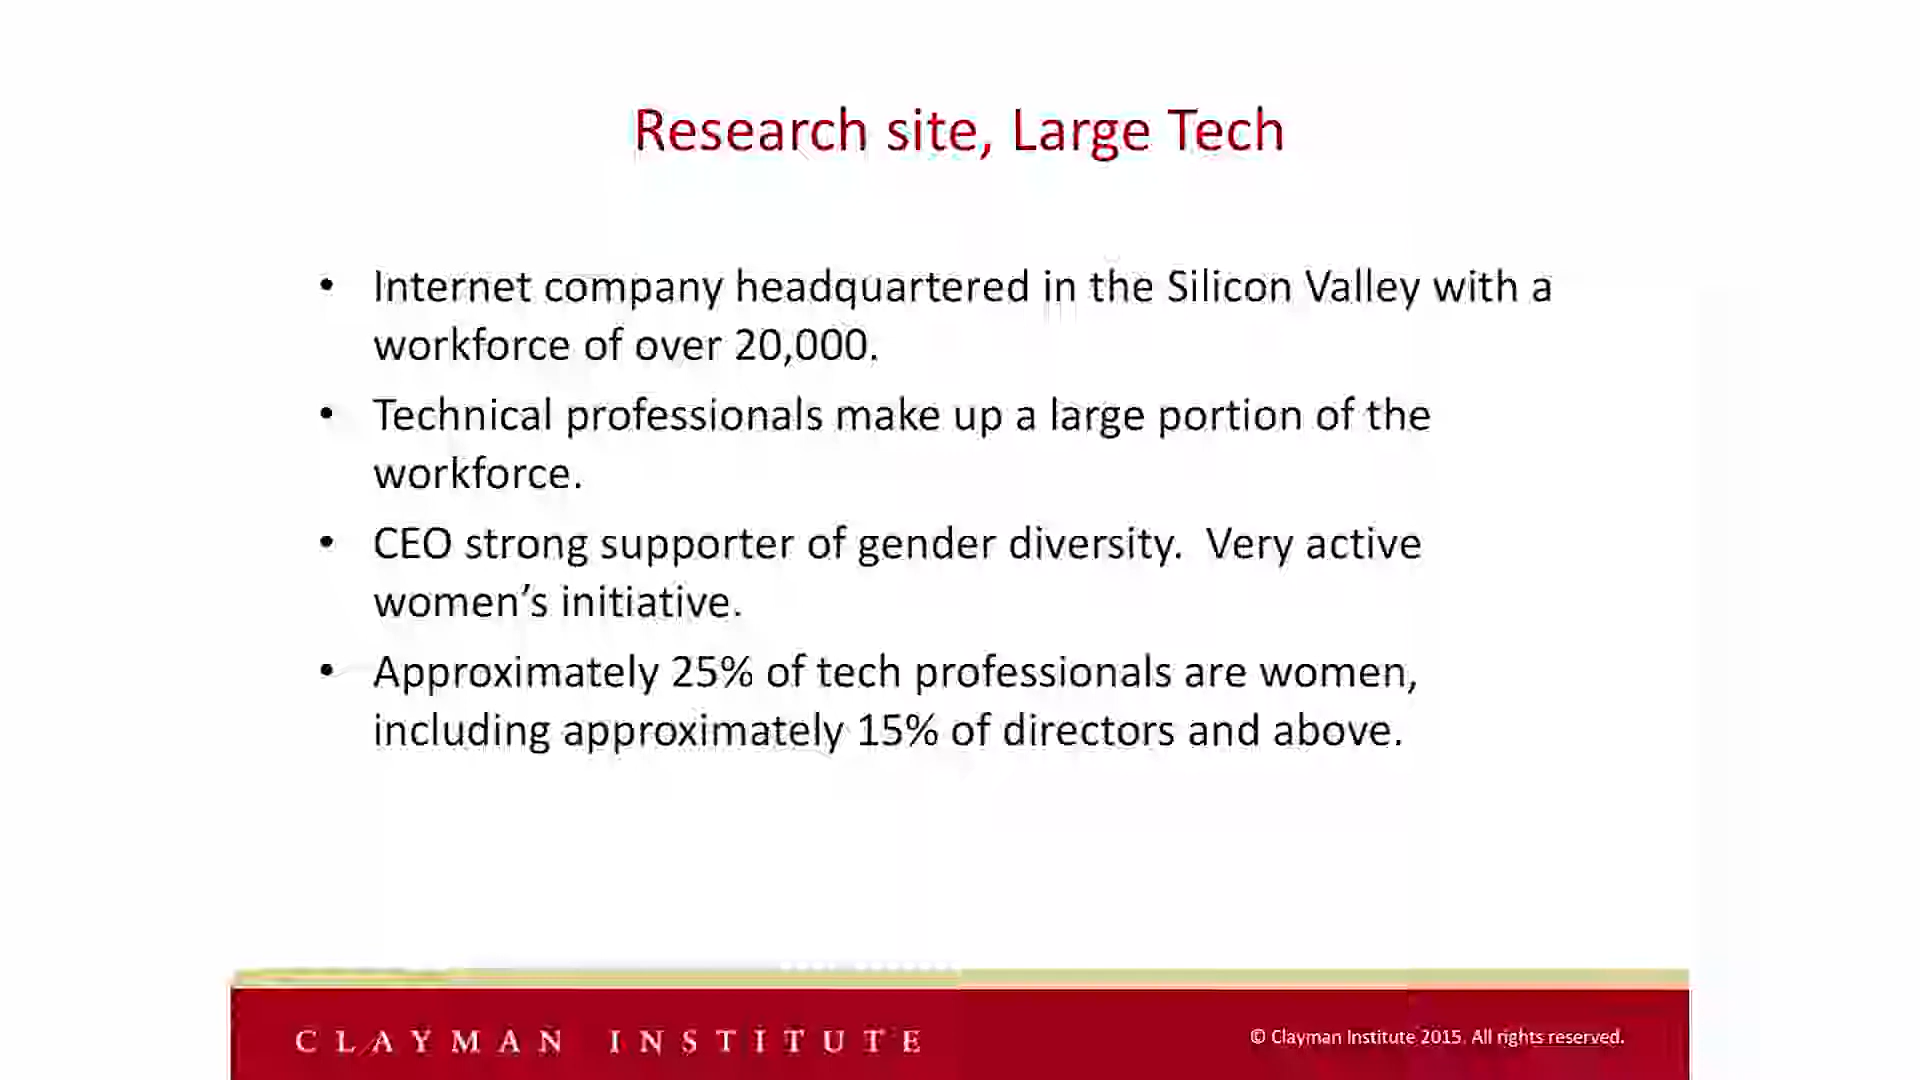 Research site, Large Tech
• Internet company headquartered in the Silicon Valley with a
workforce of over 20,000.
• Technical professionals make up a large portion of the
workforce.
• CEO strong supporter of gender diversity.  Very active
women’s initiative.
• Approximately 25% of tech professionals are women,
including approximately 15% of directors and above.
CLAYMAN INSTITUTE
© Clayman Institute 2015. All rights reserved.